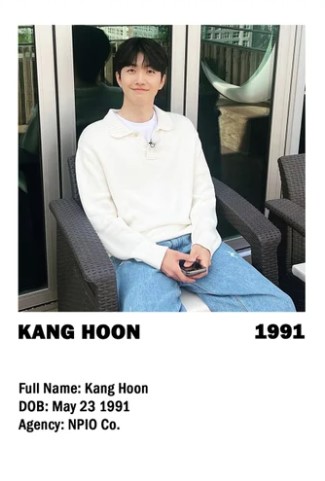 KANG HOON 1991
Full Name: Kang Hoon
DOB: May 23 1991
Agency: NPIO Co.